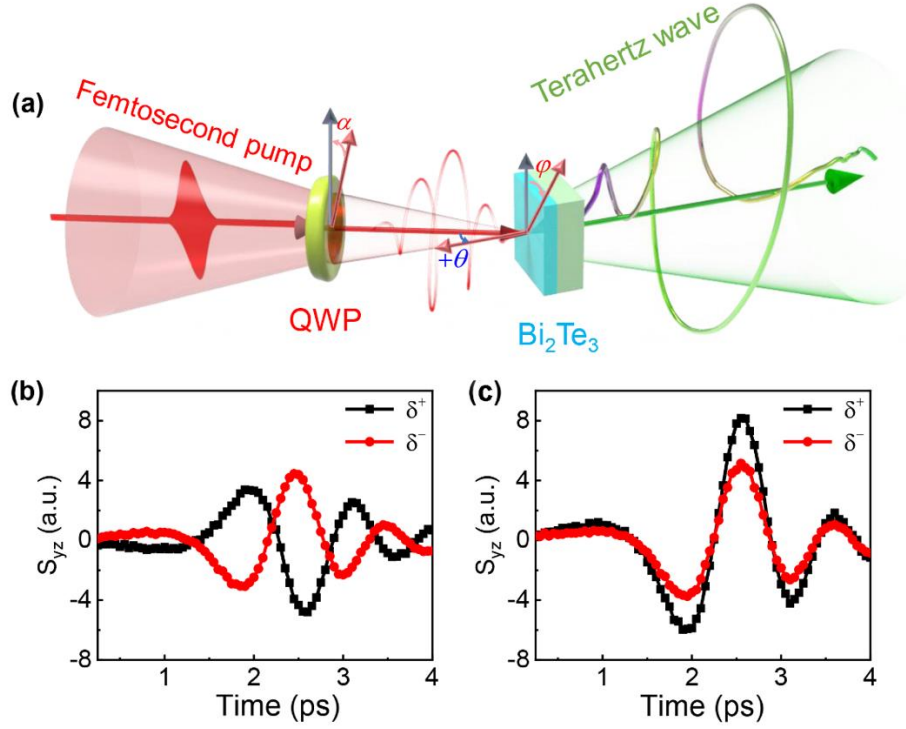 (a)
Femtosecond pump
α
QWP
+θ
φ
Bi₂Te₃
Terahertz wave
(b)
δ⁺
δ⁻
S_yz (a.u.)
8
4
0
-4
-8
1 2 3 4
Time (ps)
(c)
δ⁺
δ⁻
S_yz (a.u.)
8
4
0
-4
-8
1 2 3 4
Time (ps)